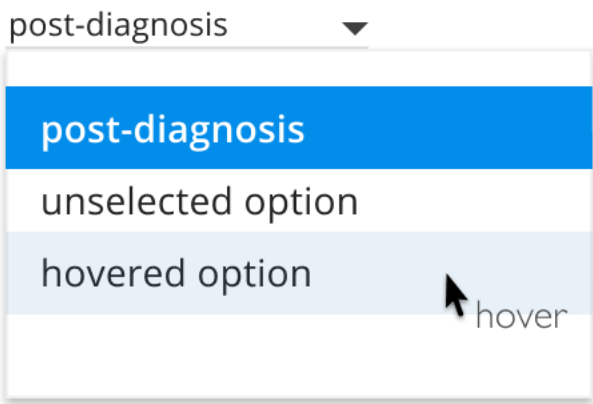 post-diagnosis
post-diagnosis
unselected option
hovered option
hover